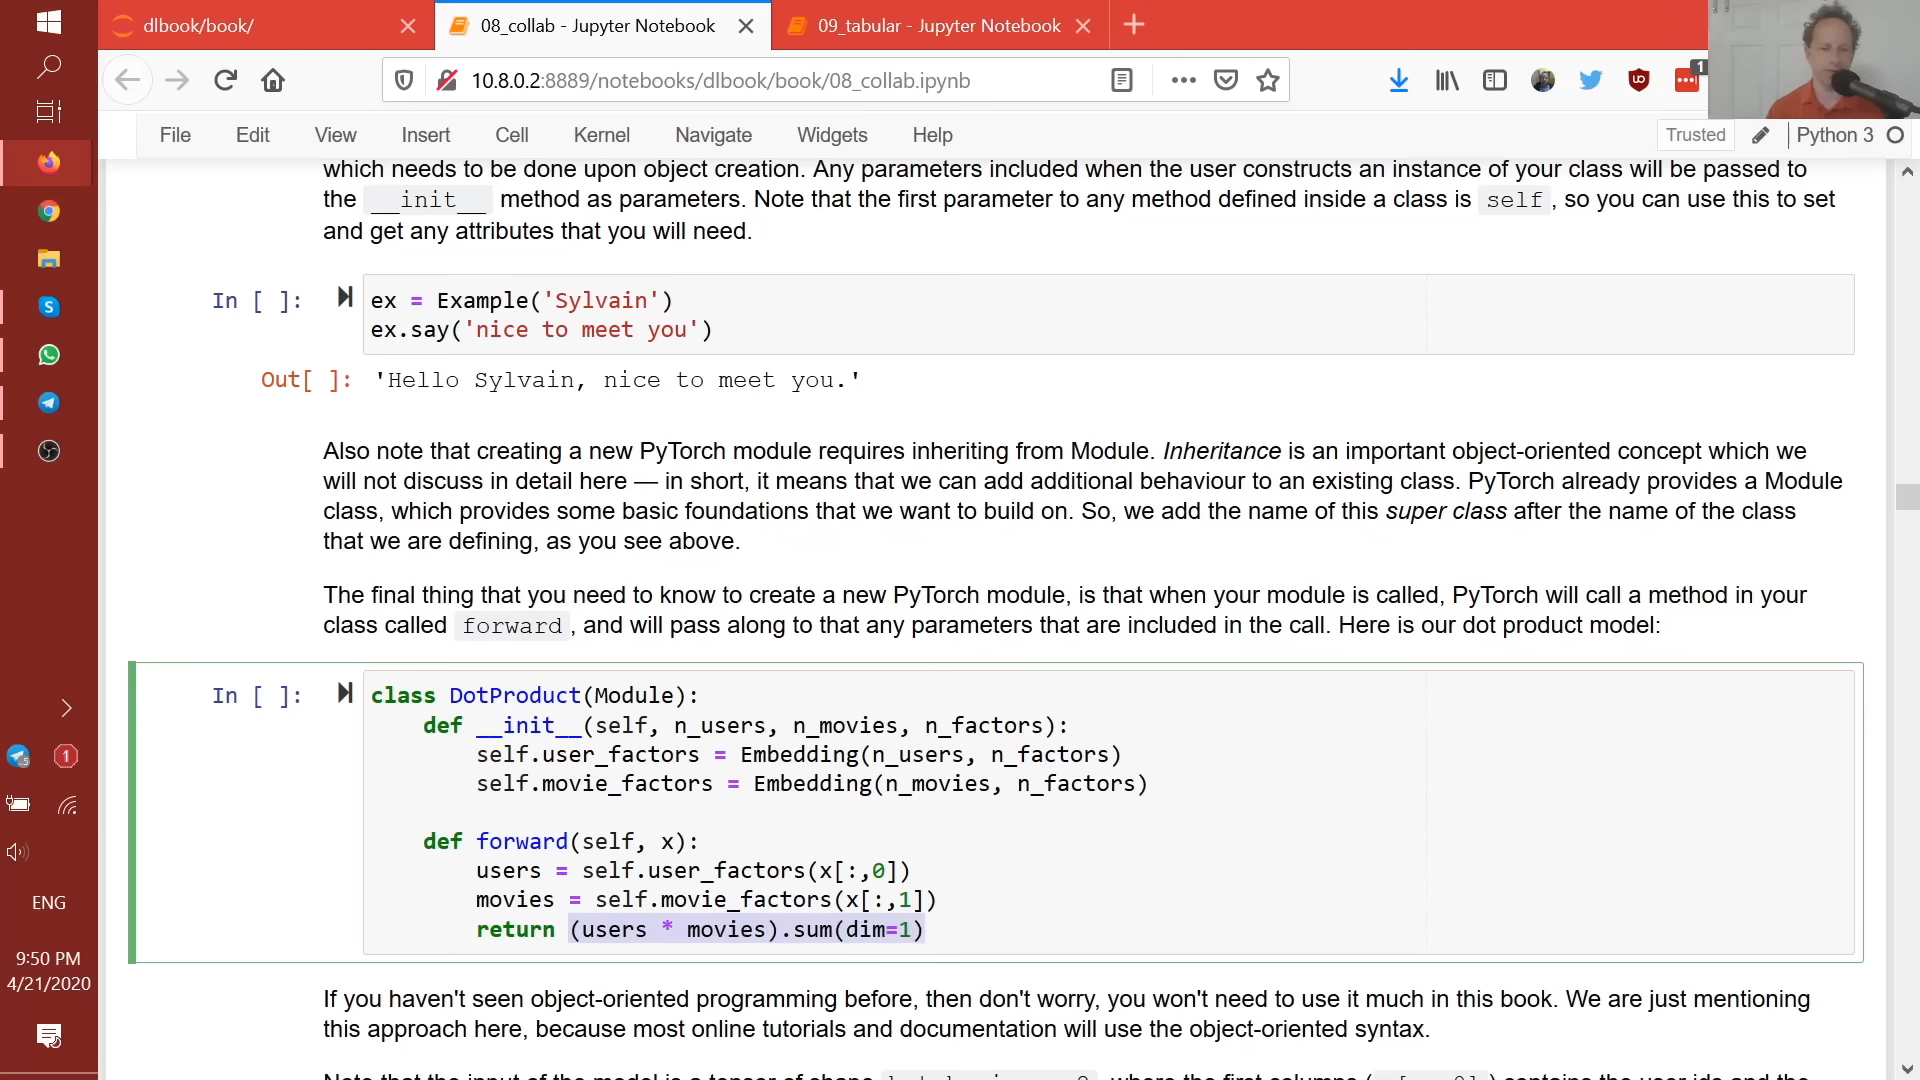 dlbook/book/
08_collab - Jupyter Notebook
09_tabular - Jupyter Notebook
10.8.0.2:8889/notebooks/dlbook/book/08_collab.ipynb
1
File Edit View Insert Cell Kernel Navigate Widgets Help
Trusted
Python 3
which needs to be done upon object creation. Any parameters included when the user constructs an instance of your class will be passed to
the __init__ method as parameters. Note that the first parameter to any method defined inside a class is self, so you can use this to set
and get any attributes that you will need.
In [ ]: ex = Example('Sylvain')
ex.say('nice to meet you')
Out[ ]: 'Hello Sylvain, nice to meet you.'
Also note that creating a new PyTorch module requires inheriting from Module. Inheritance is an important object-oriented concept which we
will not discuss in detail here — in short, it means that we can add additional behaviour to an existing class. PyTorch already provides a Module
class, which provides some basic foundations that we want to build on. So, we add the name of this super class after the name of the class
that we are defining, as you see above.
The final thing that you need to know to create a new PyTorch module, is that when your module is called, PyTorch will call a method in your
class called forward, and will pass along to that any parameters that are included in the call. Here is our dot product model:
In [ ]: class DotProduct(Module):
def __init__(self, n_users, n_movies, n_factors):
self.user_factors = Embedding(n_users, n_factors)
self.movie_factors = Embedding(n_movies, n_factors)
def forward(self, x):
users = self.user_factors(x[:,0])
movies = self.movie_factors(x[:,1])
return (users * movies).sum(dim=1)
If you haven't seen object-oriented programming before, then don't worry, you won't need to use it much in this book. We are just mentioning
this approach here, because most online tutorials and documentation will use the object-oriented syntax.
1
ENG
9:50 PM
4/21/2020